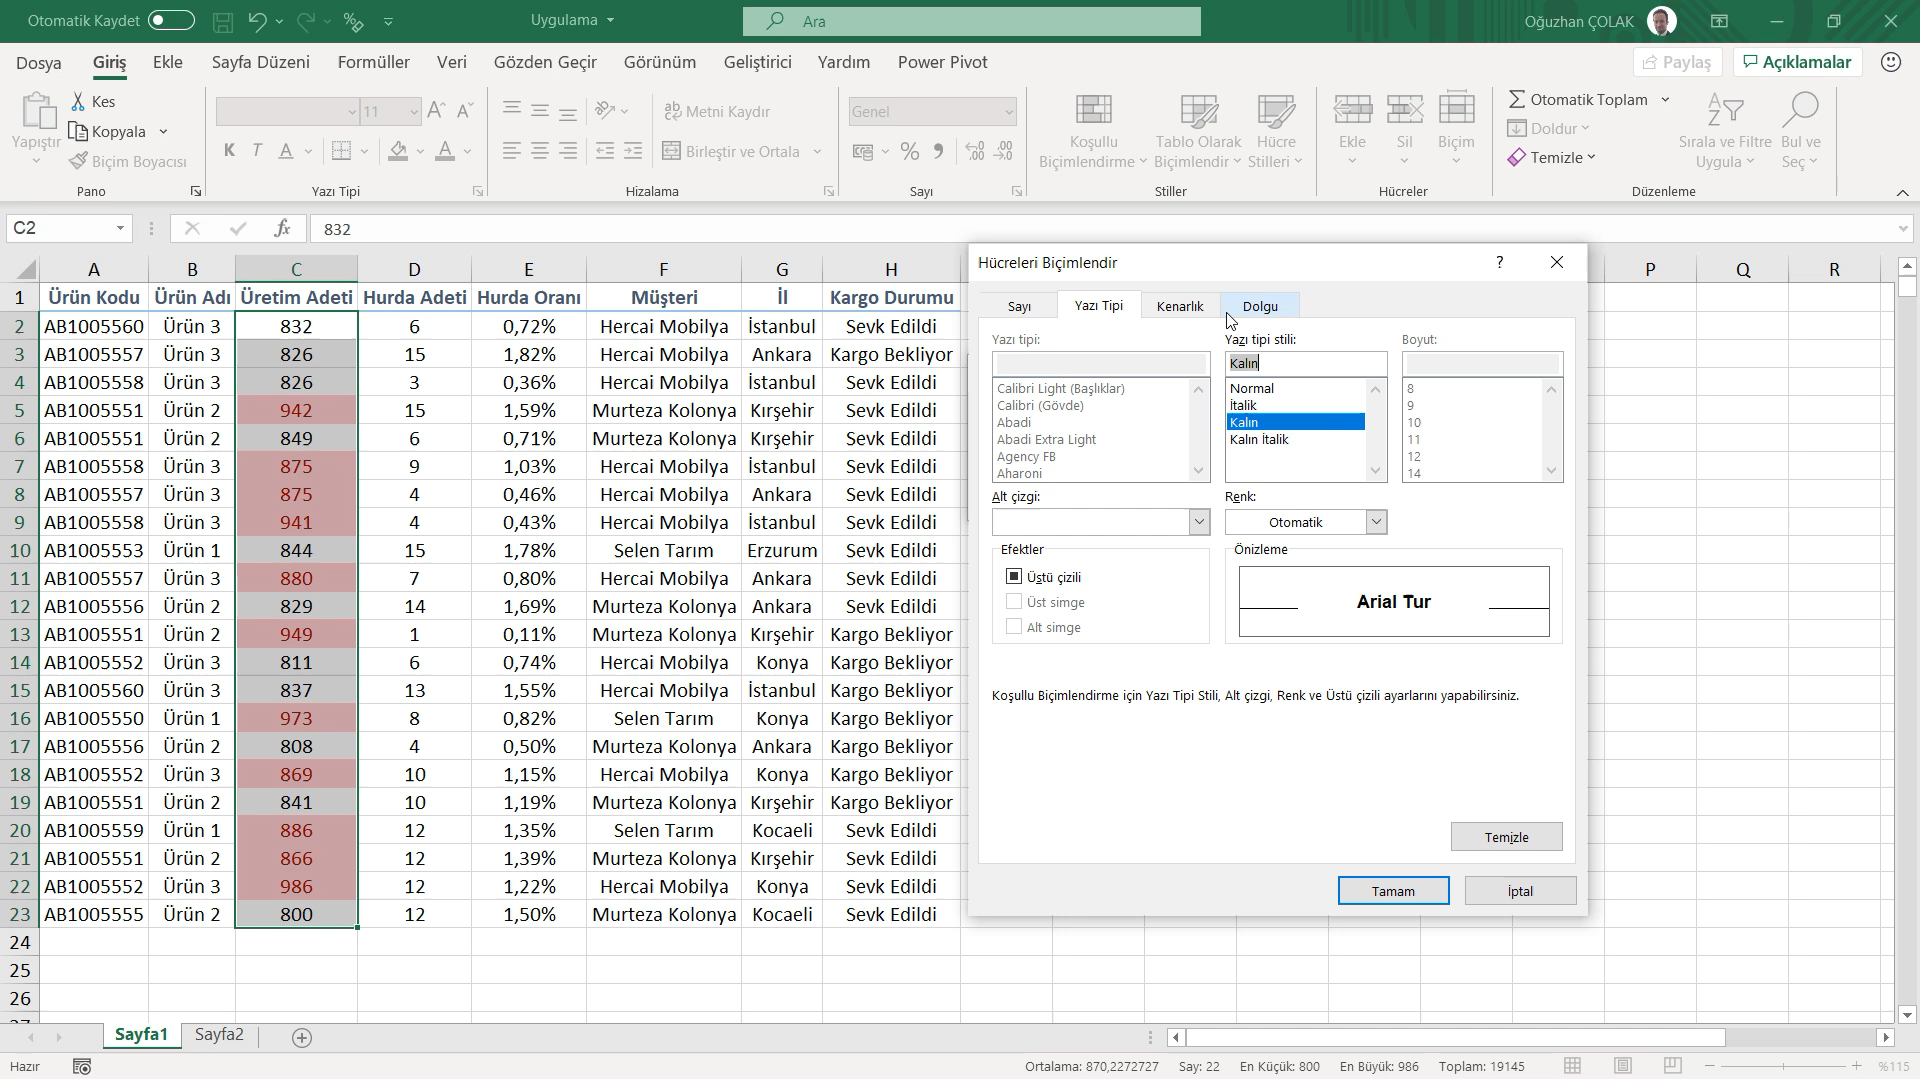 Otomatik Kaydet
Uygulama
Ara
Oğuzhan ÇOLAK
Dosya Giriş Ekle Sayfa Düzeni Formüller Veri Gözden Geçir Görünüm Geliştirici Yardım Power Pivot
Paylaş Açıklamalar
Yapıştır
Kes
Kopyala
Biçim Boyacısı
Pano
11
K T A
Yazı Tipi
Metni Kaydır
Birleştir ve Ortala
Hizalama
Genel
Sayı
Koşullu Biçimlendirme
Tablo Olarak Biçimlendir
Hücre Stilleri
Stiller
Ekle Sil Biçim
Hücreler
Otomatik Toplam
Doldur
Temizle
Sırala ve Filtre Uygula
Bul ve Seç
Düzenleme
C2 fx 832
A B C D E F G H P Q R
1 Ürün Kodu Ürün Adı Üretim Adeti Hurda Adeti Hurda Oranı Müşteri İl Kargo Durumu
2 AB1005560 Ürün 3 832 6 0,72% Hercai Mobilya İstanbul Sevk Edildi
3 AB1005557 Ürün 3 826 15 1,82% Hercai Mobilya Ankara Kargo Bekliyor
4 AB1005558 Ürün 3 826 3 0,36% Hercai Mobilya İstanbul Sevk Edildi
5 AB1005551 Ürün 2 942 15 1,59% Murteza Kolonya Kırşehir Sevk Edildi
6 AB1005551 Ürün 2 849 6 0,71% Murteza Kolonya Kırşehir Sevk Edildi
7 AB1005558 Ürün 3 875 9 1,03% Hercai Mobilya İstanbul Sevk Edildi
8 AB1005557 Ürün 3 875 4 0,46% Hercai Mobilya Ankara Sevk Edildi
9 AB1005558 Ürün 3 941 4 0,43% Hercai Mobilya İstanbul Sevk Edildi
10 AB1005553 Ürün 1 844 15 1,78% Selen Tarım Erzurum Sevk Edildi
11 AB1005557 Ürün 3 880 7 0,80% Hercai Mobilya Ankara Sevk Edildi
12 AB1005556 Ürün 2 829 14 1,69% Murteza Kolonya Ankara Sevk Edildi
13 AB1005551 Ürün 2 949 1 0,11% Murteza Kolonya Kırşehir Kargo Bekliyor
14 AB1005552 Ürün 3 811 6 0,74% Hercai Mobilya Konya Kargo Bekliyor
15 AB1005560 Ürün 3 837 13 1,55% Hercai Mobilya İstanbul Kargo Bekliyor
16 AB1005550 Ürün 1 973 8 0,82% Selen Tarım Konya Kargo Bekliyor
17 AB1005556 Ürün 2 808 4 0,50% Murteza Kolonya Ankara Kargo Bekliyor
18 AB1005552 Ürün 3 869 10 1,15% Hercai Mobilya Konya Kargo Bekliyor
19 AB1005551 Ürün 2 841 10 1,19% Murteza Kolonya Kırşehir Kargo Bekliyor
20 AB1005559 Ürün 1 886 12 1,35% Selen Tarım Kocaeli Sevk Edildi
21 AB1005551 Ürün 2 866 12 1,39% Murteza Kolonya Kırşehir Sevk Edildi
22 AB1005552 Ürün 3 986 12 1,22% Hercai Mobilya Konya Sevk Edildi
23 AB1005555 Ürün 2 800 12 1,50% Murteza Kolonya Kocaeli Sevk Edildi
24
25
26
Hücreleri Biçimlendir ?
Sayı Yazı Tipi Kenarlık Dolgu
Yazı tipi: Yazı tipi stili: Boyut:
Kalın
Calibri Light (Başlıklar) Normal 8
Calibri (Gövde) İtalik 9
Abadi Kalın 10
Abadi Extra Light Kalın İtalik 11
Agency FB 12
Aharoni 14
Alt çizgi: Renk:
Otomatik
Efektler Önizleme
Üstü çizili
Üst simge
Alt simge
Arial Tur
Koşullu Biçimlendirme için Yazı Tipi Stili, Alt çizgi, Renk ve Üstü çizili ayarlarını yapabilirsiniz.
Temizle
Tamam İptal
Sayfa1 Sayfa2
Hazır
Ortalama: 870,2272727 Say: 22 En Küçük: 800 En Büyük: 986 Toplam: 19145
%115